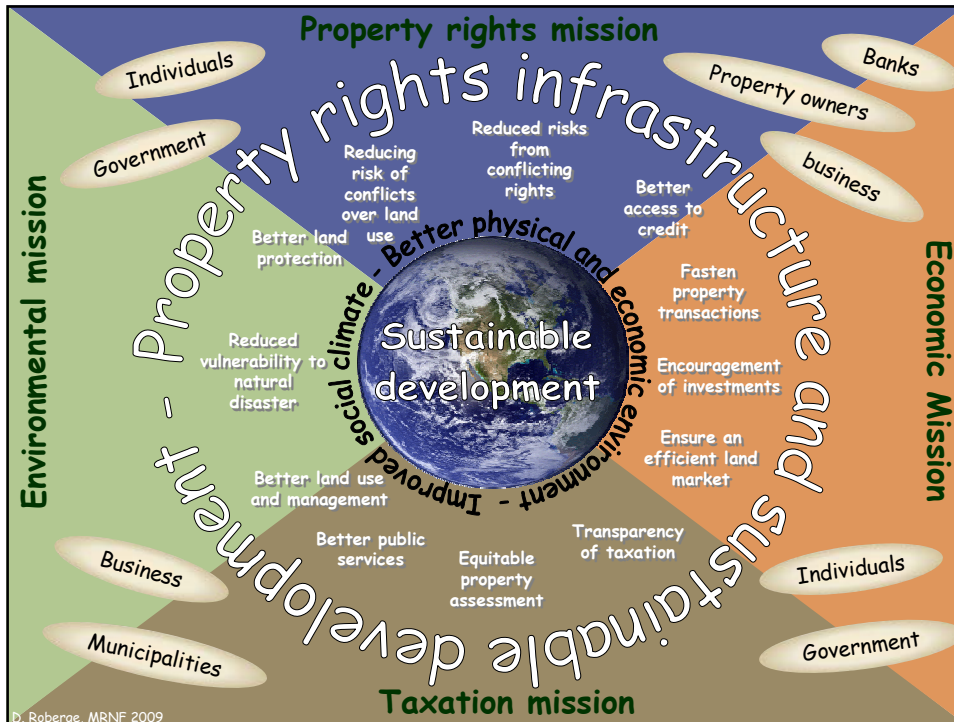 Property rights mission
Individuals
Government
Banks
Property owners
business
Property rights infrastructure and sustainable development -
Reducing
risk of
conflicts
over land
use
Reduced risks
from
conflicting
rights
Better
access to
credit
Better land
protection
Fasten
property
transactions
Reduced
vulnerability to
natural
disaster
Encouragement
of investments
Ensure an
efficient land
market
Better land use
and management
Better public
services
Equitable
property
assessment
Transparency
of taxation
Improved social climate - Better physical and economic environment -
Sustainable
development
Environmental mission
Economic Mission
Business
Municipalities
Individuals
Government
Taxation mission
D. Roberge, MRNF 2009